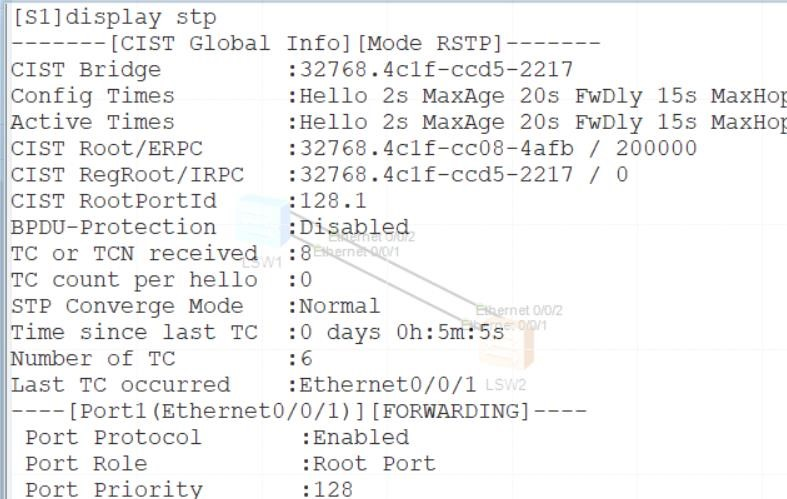 [S1]display stp
-------[CIST Global Info][Mode RSTP]-------
CIST Bridge         :32768.4c1f-ccd5-2217
Config Times        :Hello 2s MaxAge 20s FwDly 15s MaxHop
Active Times        :Hello 2s MaxAge 20s FwDly 15s MaxHop
CIST Root/ERPC      :32768.4c1f-cc08-4afb / 200000
CIST RegRoot/IRPC   :32768.4c1f-ccd5-2217 / 0
CIST RootPortId     :128.1
BPDU-Protection     :Disabled
Ethernet 0/0/2
TC or TCN received  :8
Ethernet 0/0/1
LSW1
TC count per hello  :0
STP Converge Mode   :Normal
Ethernet 0/0/2
Time since last TC  :0 days 0h:5m:5s
Ethernet 0/0/1
Number of TC        :6
Last TC occurred    :Ethernet0/0/1
LSW2
----[Port1(Ethernet0/0/1)][FORWARDING]----
Port Protocol       :Enabled
Port Role           :Root Port
Port Priority       :128